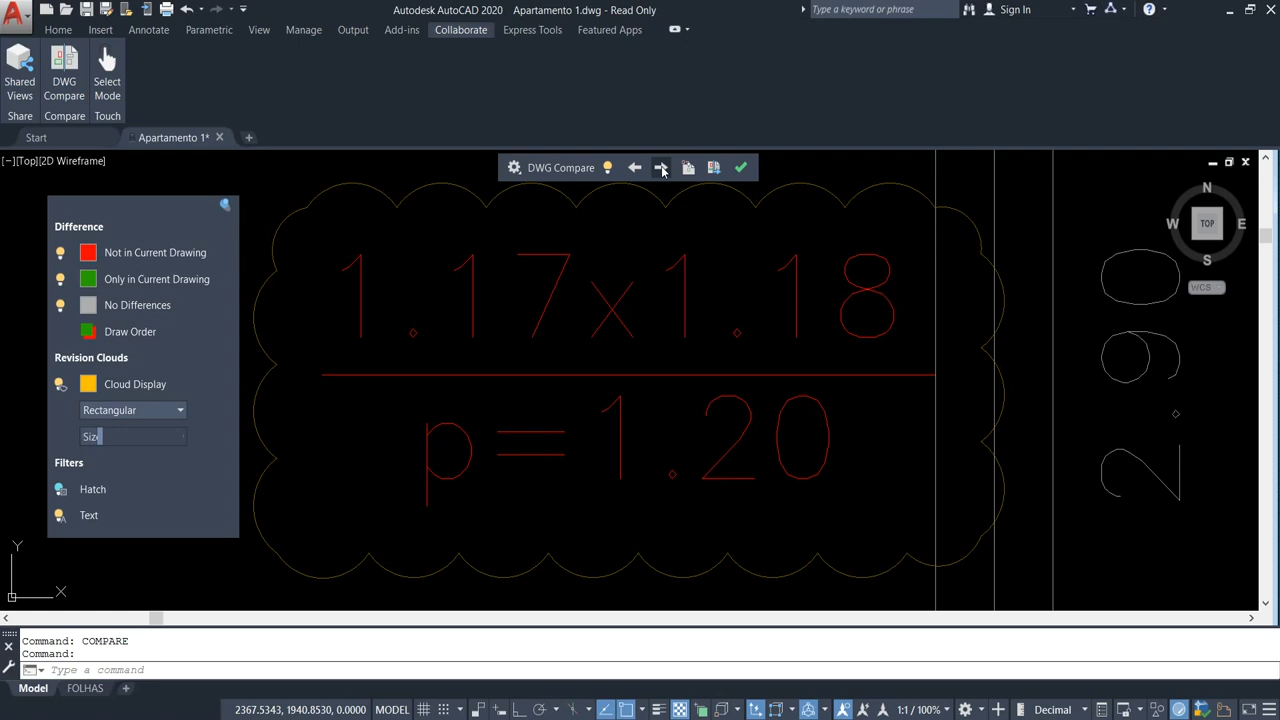 Autodesk AutoCAD 2020 Apartamento 1.dwg - Read Only
Type a keyword or phrase
Sign In
Home Insert Annotate Parametric View Manage Output Add-ins Collaborate Express Tools Featured Apps
Shared Views
DWG Compare
Select Mode
Share Compare Touch
Start Apartamento 1*
[−][Top][2D Wireframe]
DWG Compare
N
W TOP E
S
WCS
Difference
Not in Current Drawing
Only in Current Drawing
No Differences
Draw Order
Revision Clouds
Cloud Display
Rectangular
Size
Filters
Hatch
Text
1.17x1.18
p=1.20
2.90
Y
X
Command: COMPARE
Command:
Type a command
Model FOLHAS
2367.5343, 1940.8530, 0.0000 MODEL 1:1 / 100% Decimal